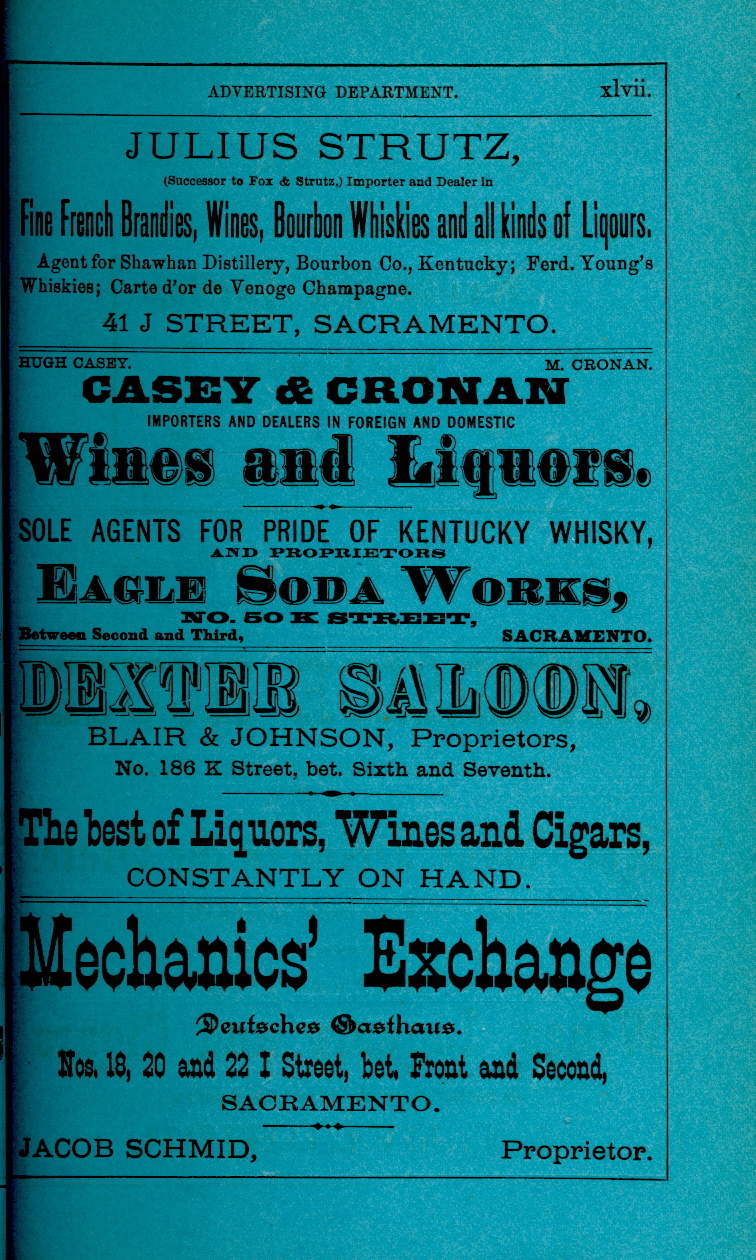 ADVERTISING DEPARTMENT. xlvii.
JULIUS STRUTZ,
(Successor to Fox & Strutz,) Importer and Dealer in
Fine French Brandies, Wines, Bourbon Whiskies and all kinds of Liqours.
Agent for Shawhan Distillery, Bourbon Co., Kentucky; Ferd. Young's
Whiskies; Carte d'or de Venoge Champagne.
41 J STREET, SACRAMENTO.
HUGH CASEY. M. CRONAN.
CASEY & CRONAN
IMPORTERS AND DEALERS IN FOREIGN AND DOMESTIC
Wines and Liquors.
SOLE AGENTS FOR PRIDE OF KENTUCKY WHISKY,
AND PROPRIETORS
EAGLE SODA WORKS,
NO. 50 K STREET,
Between Second and Third, SACRAMENTO.
DEXTER SALOON,
BLAIR & JOHNSON, Proprietors,
No. 186 K Street, bet. Sixth and Seventh.
The best of Liquors, Wines and Cigars,
CONSTANTLY ON HAND.
Mechanics' Exchange
Deutsches Gasthaus.
Nos. 18, 20 and 22 I Street, bet. Front and Second,
SACRAMENTO.
JACOB SCHMID, Proprietor.